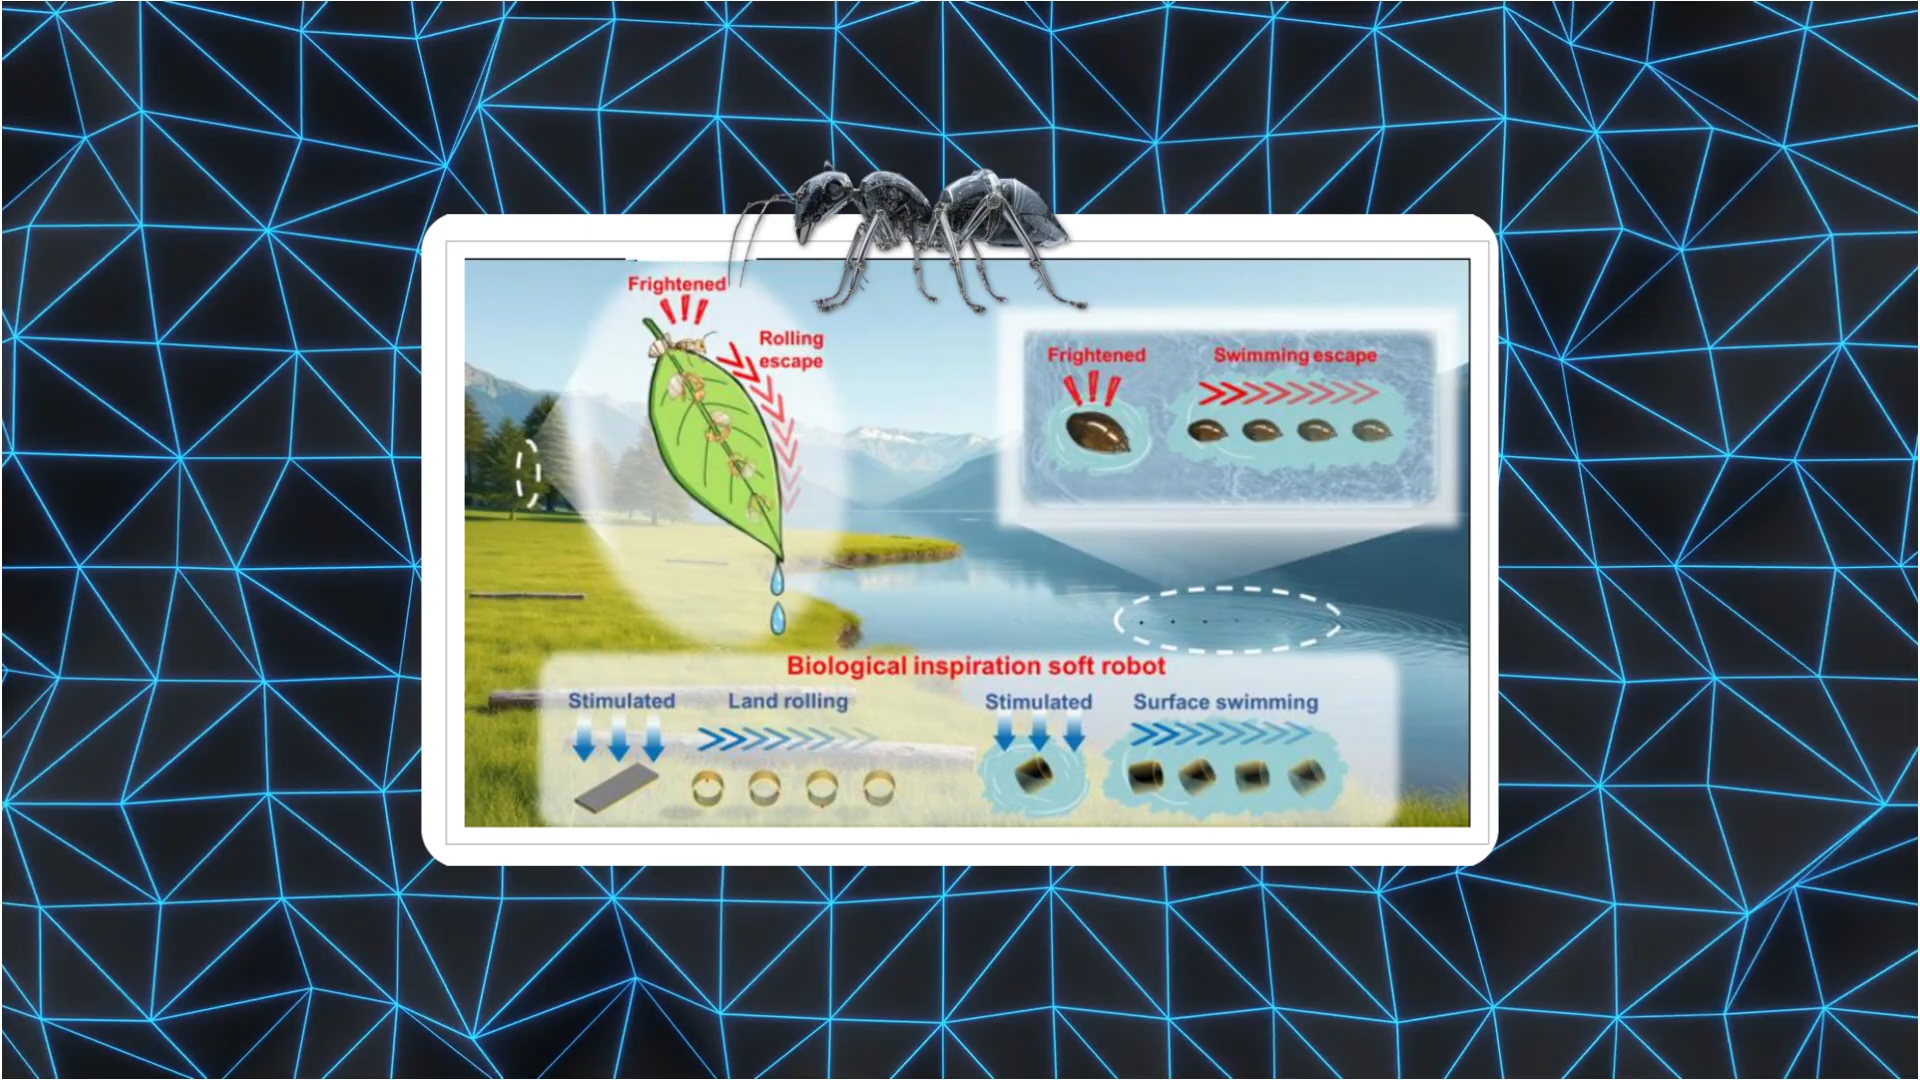 Frightened
Rolling
escape
Frightened
Swimming escape
Biological inspiration soft robot
Stimulated
Land rolling
Stimulated
Surface swimming